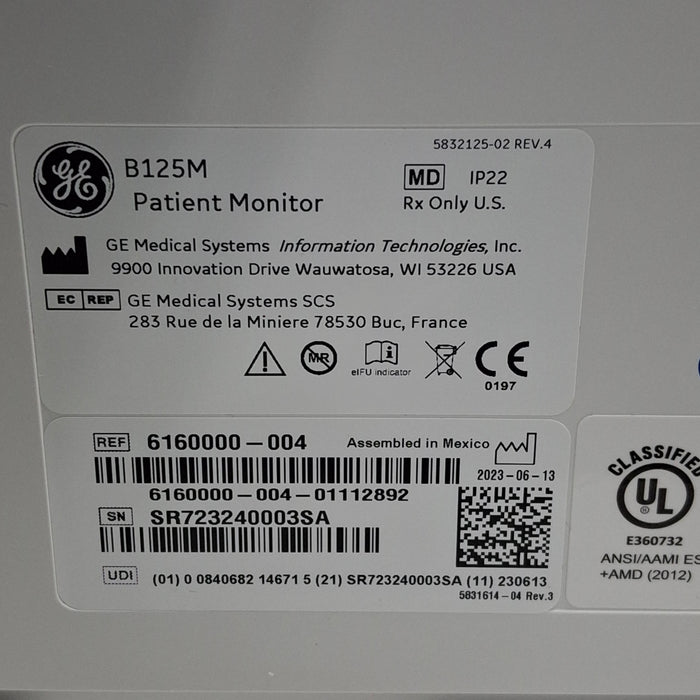 5832125-02 REV.4
GE
B125M
Patient Monitor
MD IP22
Rx Only U.S.
GE Medical Systems Information Technologies, Inc.
9900 Innovation Drive Wauwatosa, WI 53226 USA
EC REP GE Medical Systems SCS
283 Rue de la Miniere 78530 Buc, France
MR
eIFU indicator
CE
0197
REF 6160000-004
Assembled in Mexico
2023-06-13
6160000-004-01112892
SN SR723240003SA
UDI (01) 0 0840682 14671 5 (21) SR723240003SA (11) 230613
5831614-04 Rev.3
CLASSIFIED
UL ®
E360732
ANSI/AAMI ES
+AMD (2012)